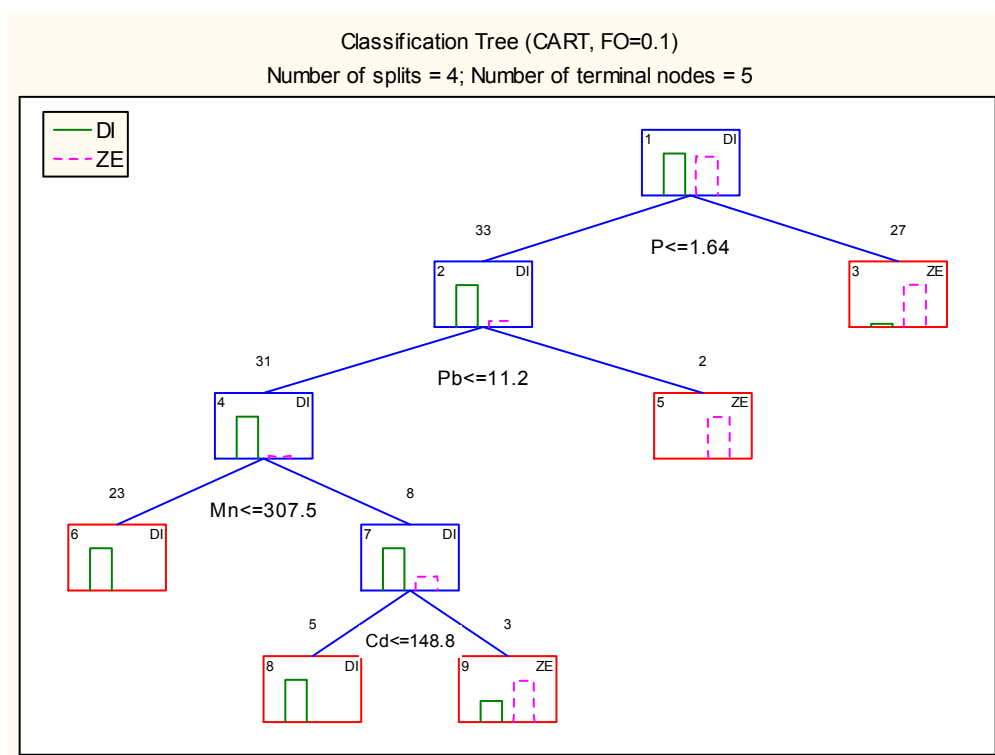 Classification Tree (CART, FO=0.1)
Number of splits = 4; Number of terminal nodes = 5
DI
ZE
1 DI
33 P<=1.64 27
2 DI
3 ZE
31 Pb<=11.2 2
4 DI
5 ZE
23 Mn<=307.5 8
6 DI
7 DI
5 Cd<=148.8 3
8 DI
9 ZE